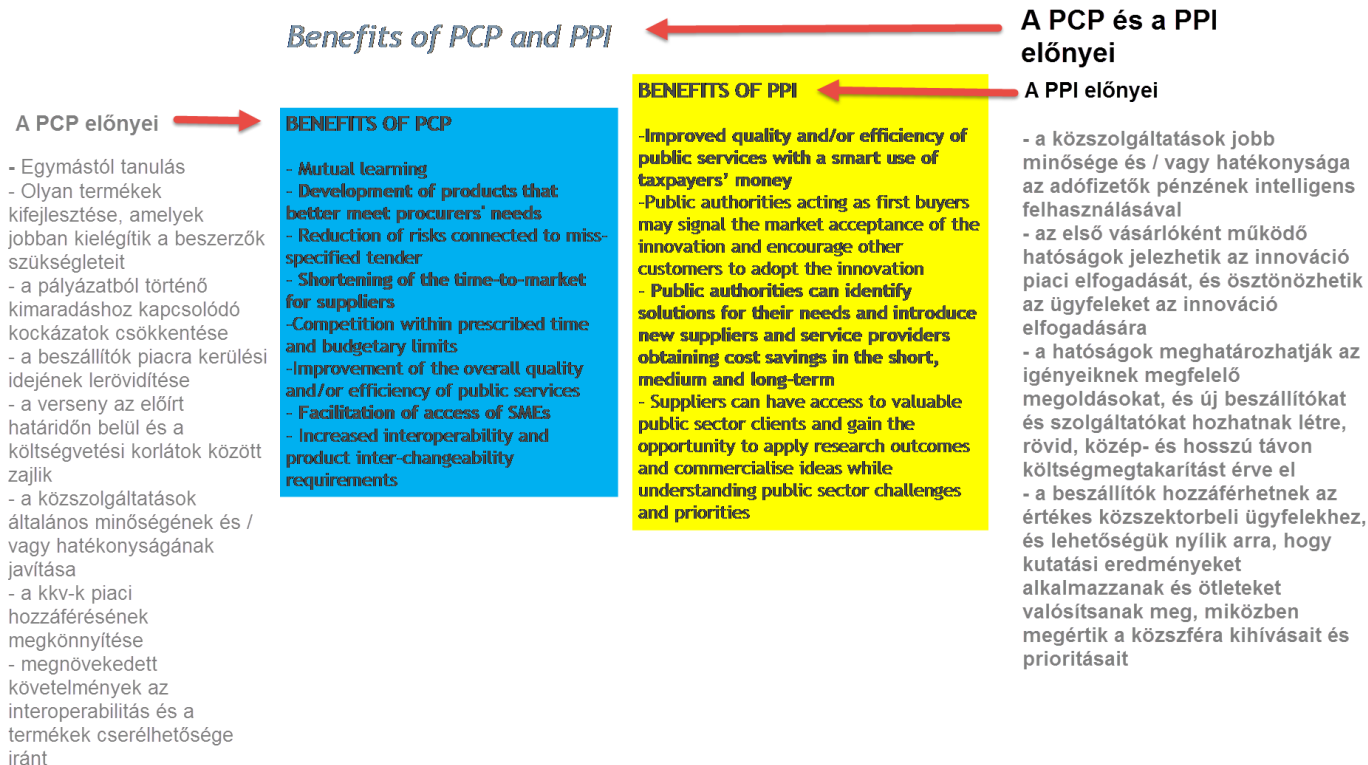 Benefits of PCP and PPI
A PCP és a PPI
előnyei
A PCP előnyei
- Egymástól tanulás
- Olyan termékek
kifejlesztése, amelyek
jobban kielégítik a beszerzők
szükségleteit
- a pályázatból történő
kimaradáshoz kapcsolódó
kockázatok csökkentése
- a beszállítók piacra kerülési
idejének lerövidítése
- a verseny az előírt
határidőn belül és a
költségvetési korlátok között
zajlik
- a közszolgáltatások
általános minőségének és /
vagy hatékonyságának
javítása
- a kkv-k piaci
hozzáférésének
megkönnyítése
- megnövekedett
követelmények az
interoperabilitás és a
termékek cserélhetősége
iránt
BENEFITS OF PCP
- Mutual learning
- Development of products that
better meet procurers' needs
- Reduction of risks connected to miss-
specified tender
- Shortening of the time-to-market
for suppliers
-Competition within prescribed time
and budgetary limits
-Improvement of the overall quality
and/or efficiency of public services
- Facilitation of access of SMEs
- Increased interoperability and
product inter-changeability
requirements
BENEFITS OF PPI
-Improved quality and/or efficiency of
public services with a smart use of
taxpayers' money
-Public authorities acting as first buyers
may signal the market acceptance of the
innovation and encourage other
customers to adopt the innovation
- Public authorities can identify
solutions for their needs and introduce
new suppliers and service providers
obtaining cost savings in the short,
medium and long-term
- Suppliers can have access to valuable
public sector clients and gain the
opportunity to apply research outcomes
and commercialise ideas while
understanding public sector challenges
and priorities
A PPI előnyei
- a közszolgáltatások jobb
minősége és / vagy hatékonysága
az adófizetők pénzének intelligens
felhasználásával
- az első vásárlóként működő
hatóságok jelezhetik az innováció
piaci elfogadását, és ösztönözhetik
az ügyfeleket az innováció
elfogadására
- a hatóságok meghatározhatják az
igényeiknek megfelelő
megoldásokat, és új beszállítókat
és szolgáltatókat hozhatnak létre,
rövid, közép- és hosszú távon
költségmegtakarítást érve el
- a beszállítók hozzáférhetnek az
értékes közszektorbeli ügyfelekhez,
és lehetőségük nyílik arra, hogy
kutatási eredményeket
alkalmazzanak és ötleteket
valósítsanak meg, miközben
megértik a közszféra kihívásait és
prioritásait